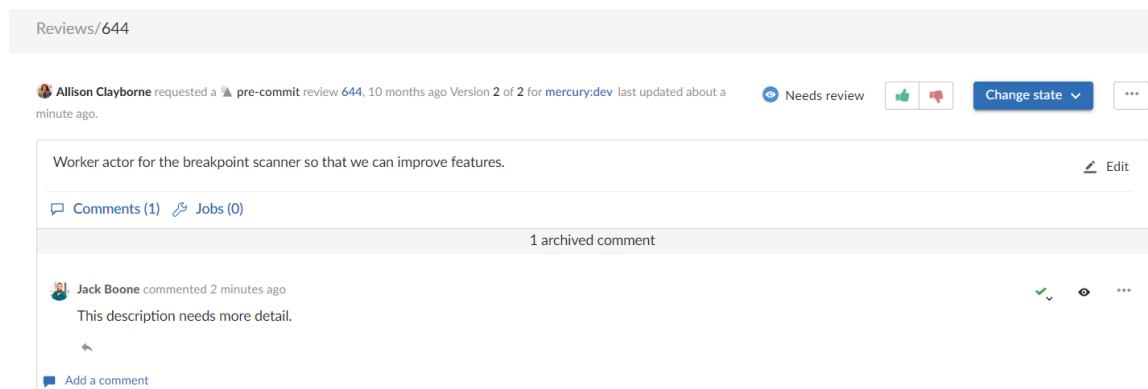 Reviews/644
Allison Clayborne requested a pre-commit review 644, 10 months ago Version 2 of 2 for mercury:dev last updated about a
minute ago.
Needs review
Change state
Worker actor for the breakpoint scanner so that we can improve features.
Edit
Comments (1) Jobs (0)
1 archived comment
Jack Boone commented 2 minutes ago
This description needs more detail.
Add a comment